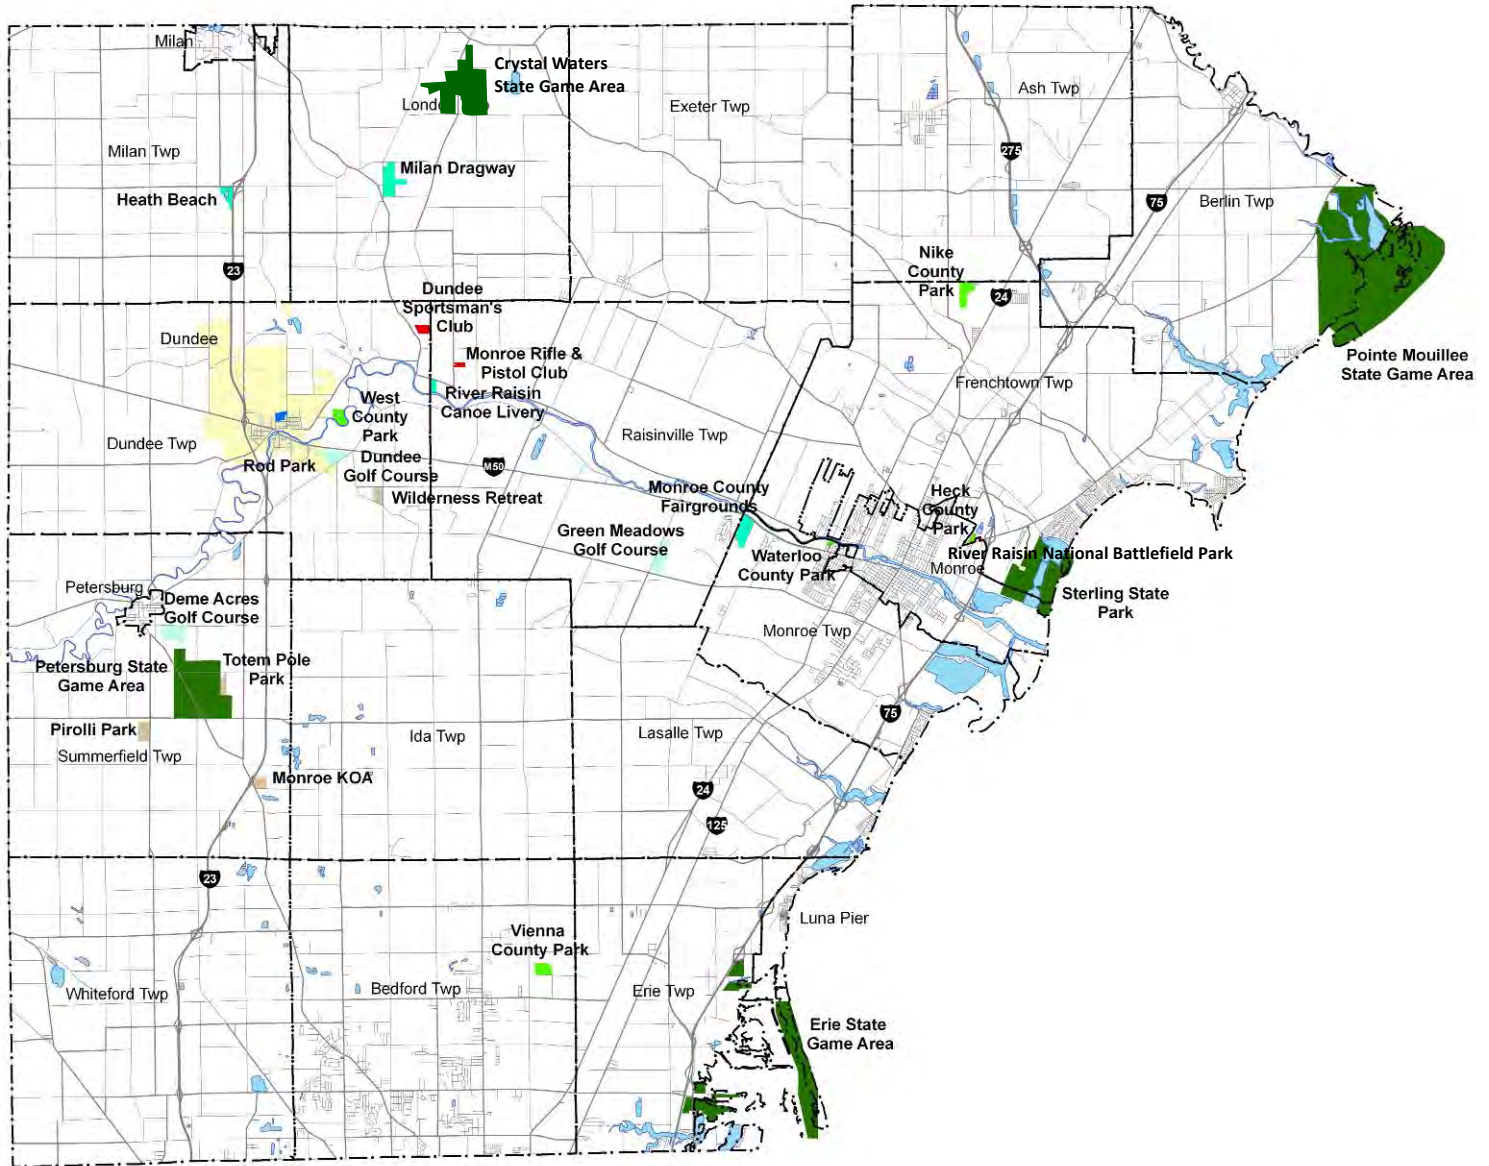 Milan
Crystal Waters
State Game Area
Exeter Twp
Ash Twp
Milan Twp
Milan Dragway
275
Heath Beach
75
Berlin Twp
23
Nike
County
Park
24
Dundee
Sportsman's
Club
Dundee
Monroe Rifle &
Pistol Club
Pointe Mouillee
State Game Area
Frenchtown Twp
River Raisin
Canoe Livery
West
County
Park
Raisinville Twp
Dundee Twp
Rod Park
Dundee
Golf Course
M50
Wilderness Retreat
Monroe County
Fairgrounds
Heck
County
Park
Green Meadows
Golf Course
Waterloo
County Park
River Raisin National Battlefield Park
Monroe
Sterling State
Park
Petersburg
Deme Acres
Golf Course
Monroe Twp
Petersburg State
Game Area
Totem Pole
Park
75
Pirolli Park
Summerfield Twp
Ida Twp
Lasalle Twp
Monroe KOA
24
125
23
Luna Pier
Vienna
County Park
Whiteford Twp
Bedford Twp
Erie Twp
Erie State
Game Area